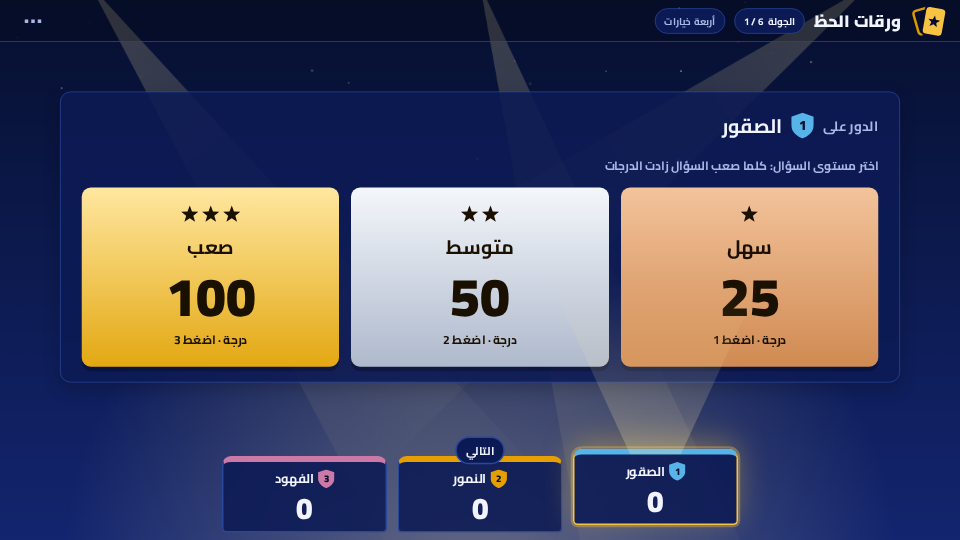 ورقات الحظ
الجولة 6 / 1
أربعة خيارات
الدور على 1 الصقور
اختر مستوى السؤال: كلما صعب السؤال زادت الدرجات
سهل
25
درجة · اضغط 1
متوسط
50
درجة · اضغط 2
صعب
100
درجة · اضغط 3
1 الصقور
0
التالي
2 النمور
0
3 الفهود
0